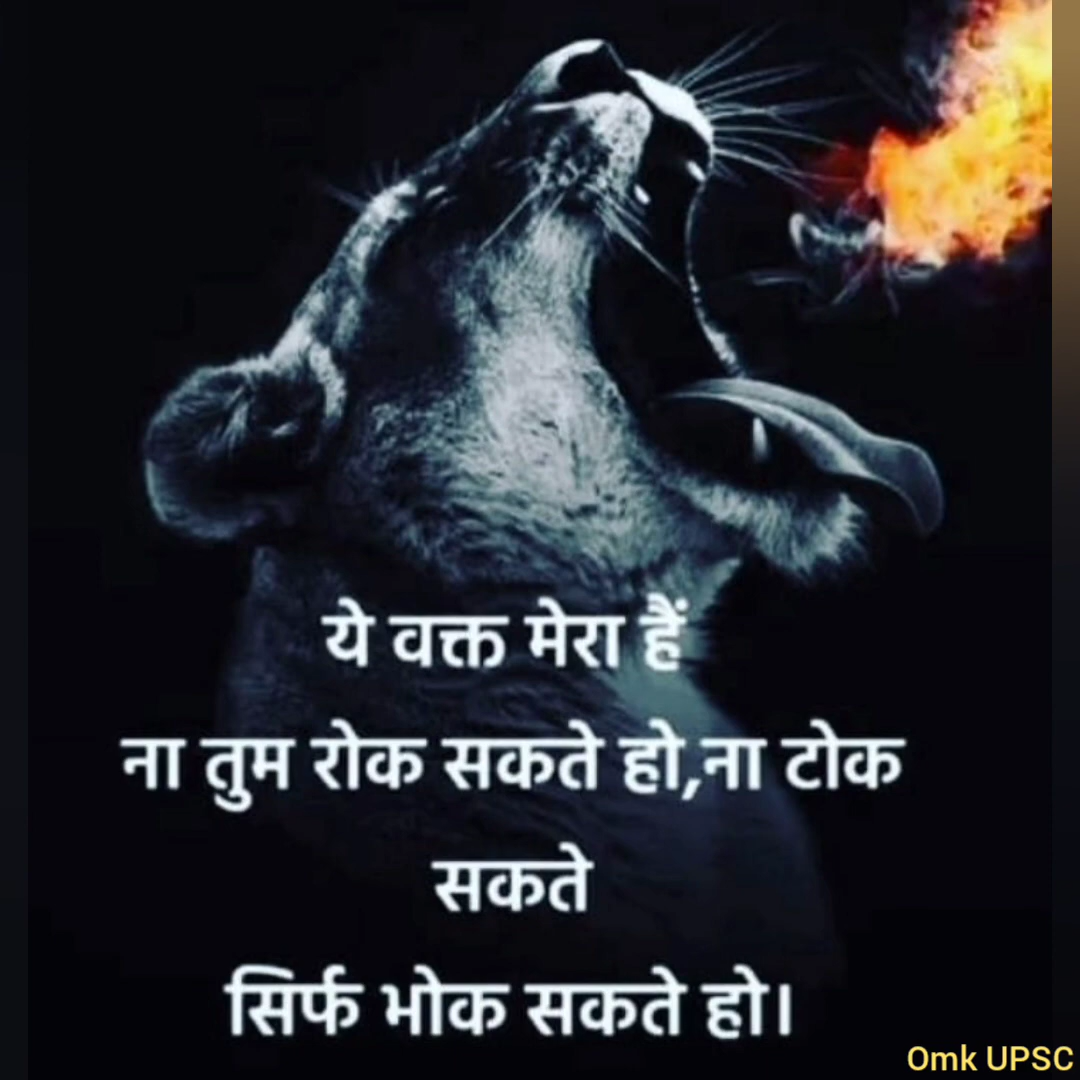 ये वक्त मेरा हैं
ना तुम रोक सकते हो,ना टोक
सकते
सिर्फ भोक सकते हो।
Omk UPSC